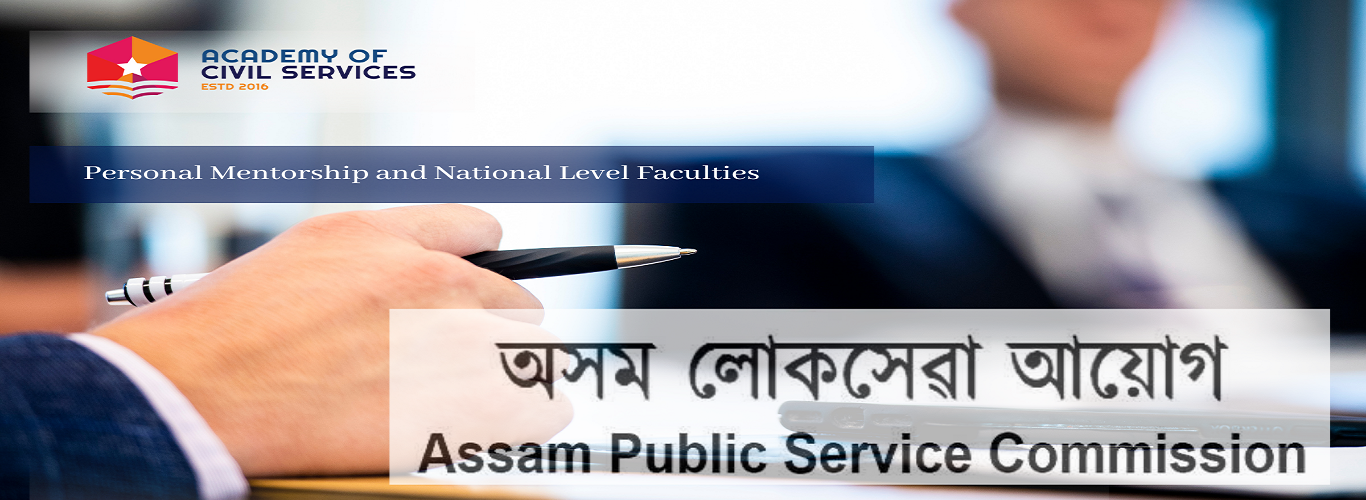 ACADEMY OF
CIVIL SERVICES
ESTD 2016
Personal Mentorship and National Level Faculties
অসম লোকসেৱা আয়োগ
Assam Public Service Commission